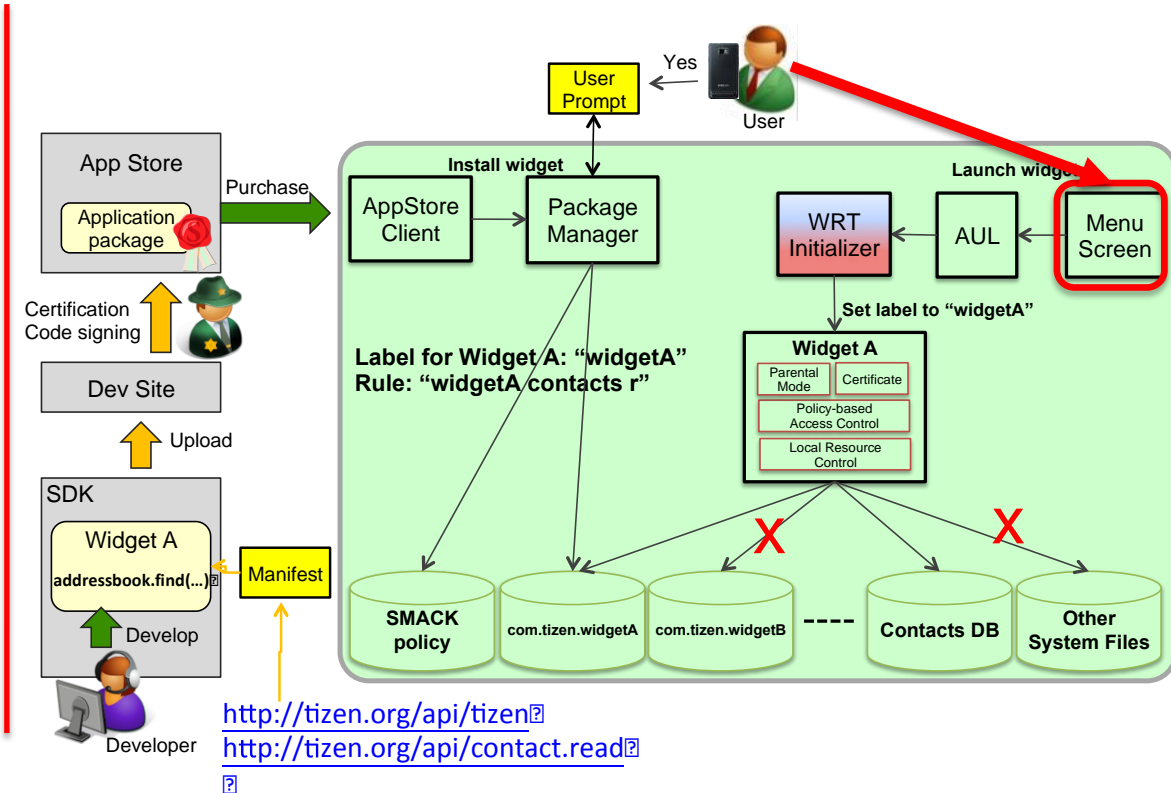 Yes
User
Prompt
User
App Store
Application
package
Purchase
Install widget
Launch widget
AppStore
Client
Package
Manager
WRT
Initializer
AUL
Menu
Screen
Certification
Code signing
Set label to “widgetA”
Label for Widget A: “widgetA”
Rule: “widgetA contacts r”
Widget A
Parental
Mode
Certificate
Policy-based
Access Control
Local Resource
Control
Dev Site
Upload
SDK
Widget A
addressbook.find(...)
Manifest
Develop
Developer
X
X
SMACK
policy
com.tizen.widgetA
com.tizen.widgetB
----
Contacts DB
Other
System Files
http://tizen.org/api/tizen
http://tizen.org/api/contact.read